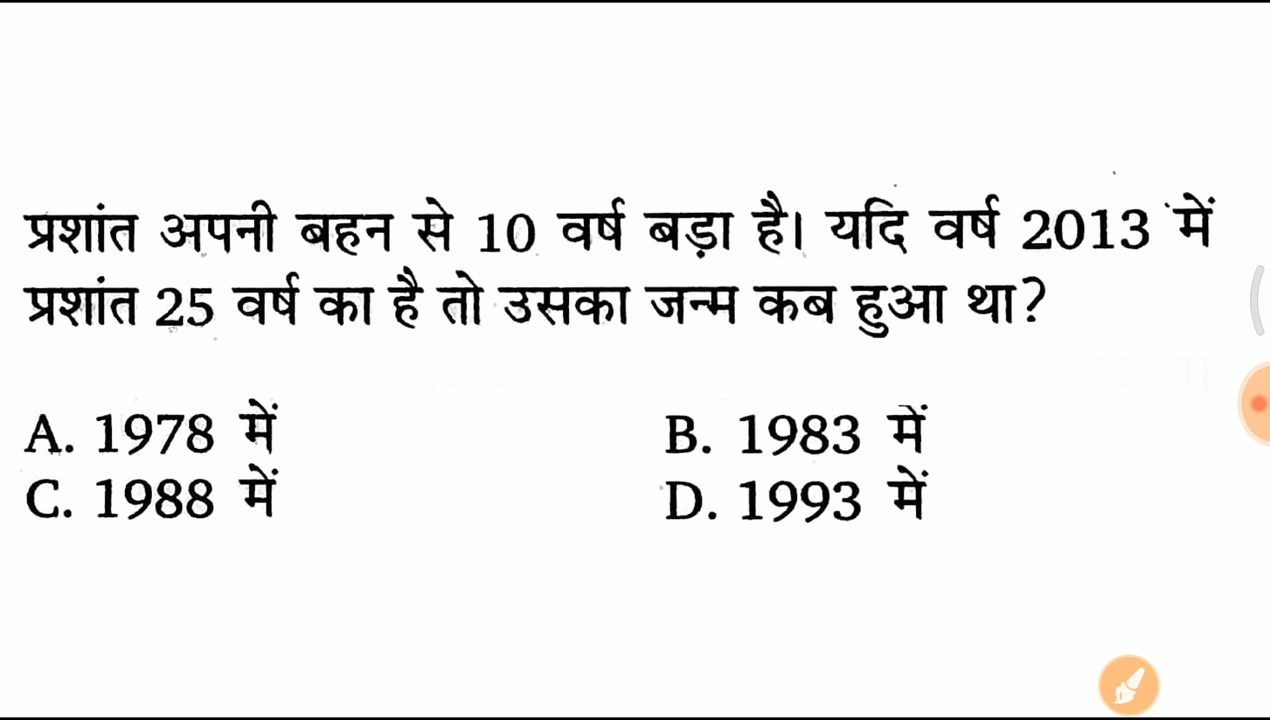 प्रशांत अपनी बहन से 10 वर्ष बड़ा है। यदि वर्ष 2013 में
प्रशांत 25 वर्ष का है तो उसका जन्म कब हुआ था?
A. 1978 में B. 1983 में
C. 1988 में D. 1993 में